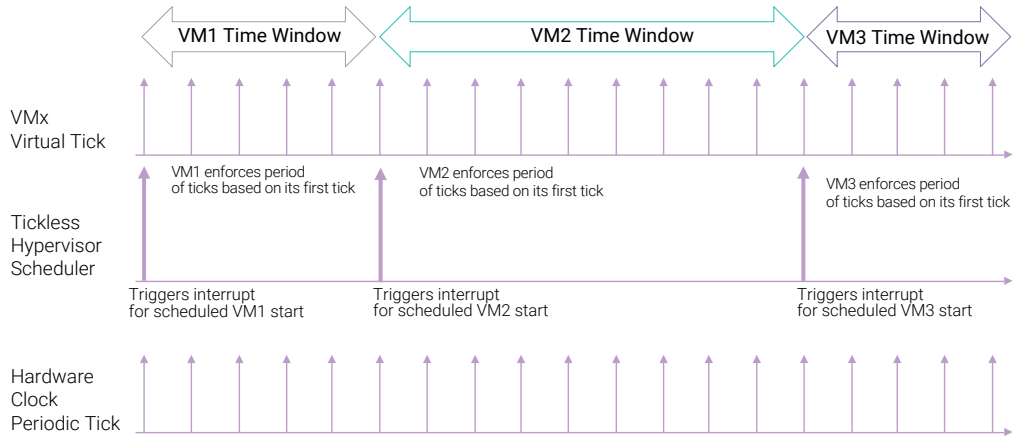 VM1 Time Window
VM2 Time Window
VM3 Time Window
VMx
Virtual Tick
VM1 enforces period
of ticks based on its first tick
VM2 enforces period
of ticks based on its first tick
VM3 enforces period
of ticks based on its first tick
Tickless
Hypervisor
Scheduler
Triggers interrupt
for scheduled VM1 start
Triggers interrupt
for scheduled VM2 start
Triggers interrupt
for scheduled VM3 start
Hardware
Clock
Periodic Tick